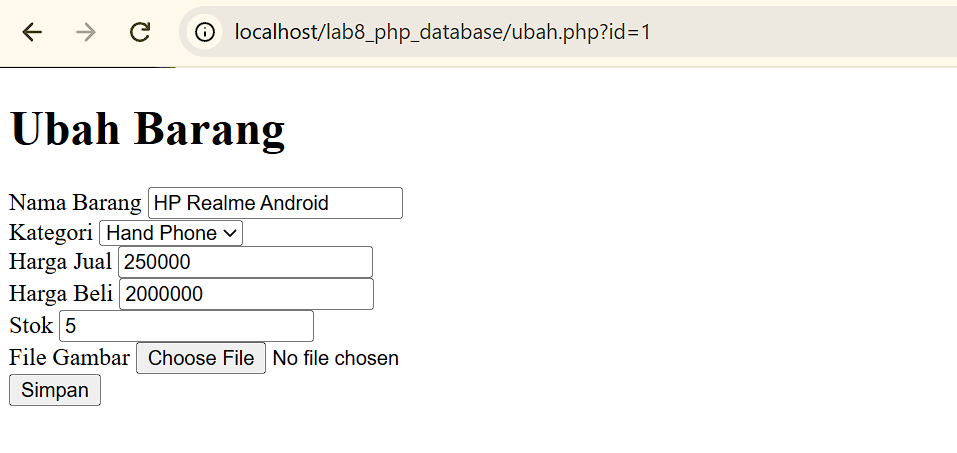 localhost/lab8_php_database/ubah.php?id=1
Ubah Barang
Nama Barang HP Realme Android
Kategori Hand Phone
Harga Jual 250000
Harga Beli 2000000
Stok 5
File Gambar Choose File No file chosen
Simpan